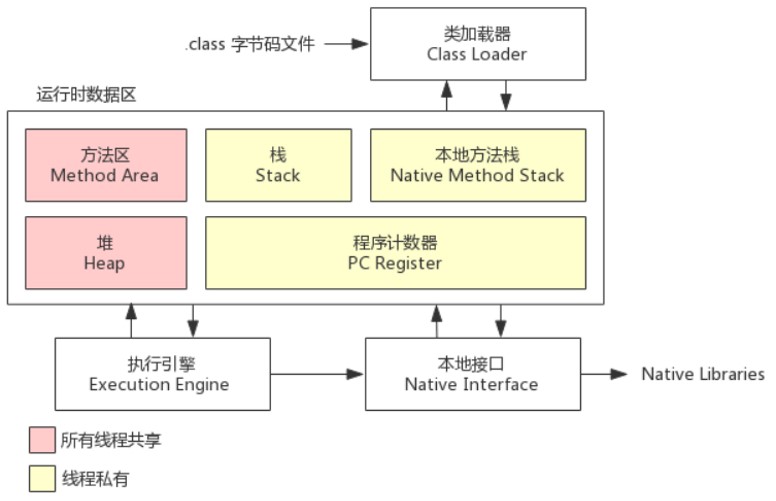 .class 字节码文件
类加载器
Class Loader
运行时数据区
方法区
Method Area
栈
Stack
本地方法栈
Native Method Stack
堆
Heap
程序计数器
PC Register
执行引擎
Execution Engine
本地接口
Native Interface
Native Libraries
所有线程共享
线程私有